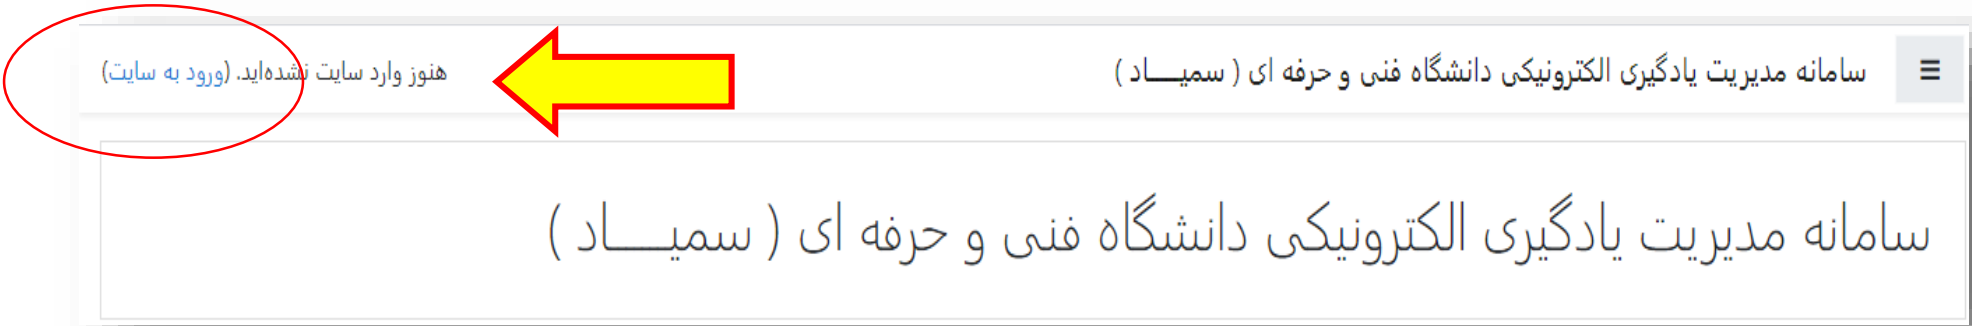 سامانه مدیریت یادگیری الکترونیکی دانشگاه فنی و حرفه ای ( سمیـــاد )
هنوز وارد سایت نشده‌اید. (ورود به سایت)
سامانه مدیریت یادگیری الکترونیکی دانشگاه فنی و حرفه ای ( سمیـــاد )